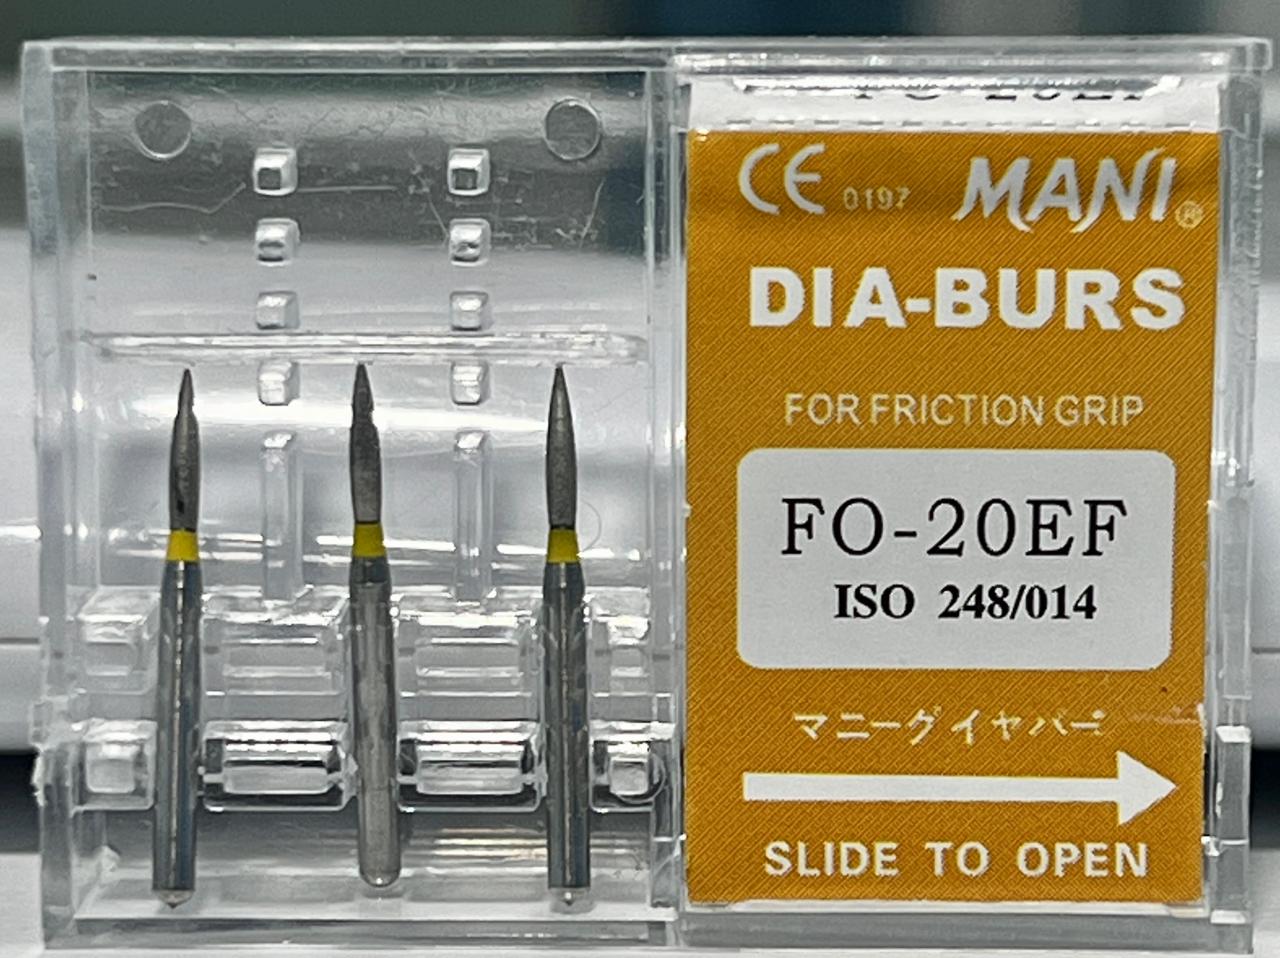 CE 0197 MANI®
DIA-BURS
FOR FRICTION GRIP
FO-20EF
ISO 248/014
マニーダイヤバー
SLIDE TO OPEN